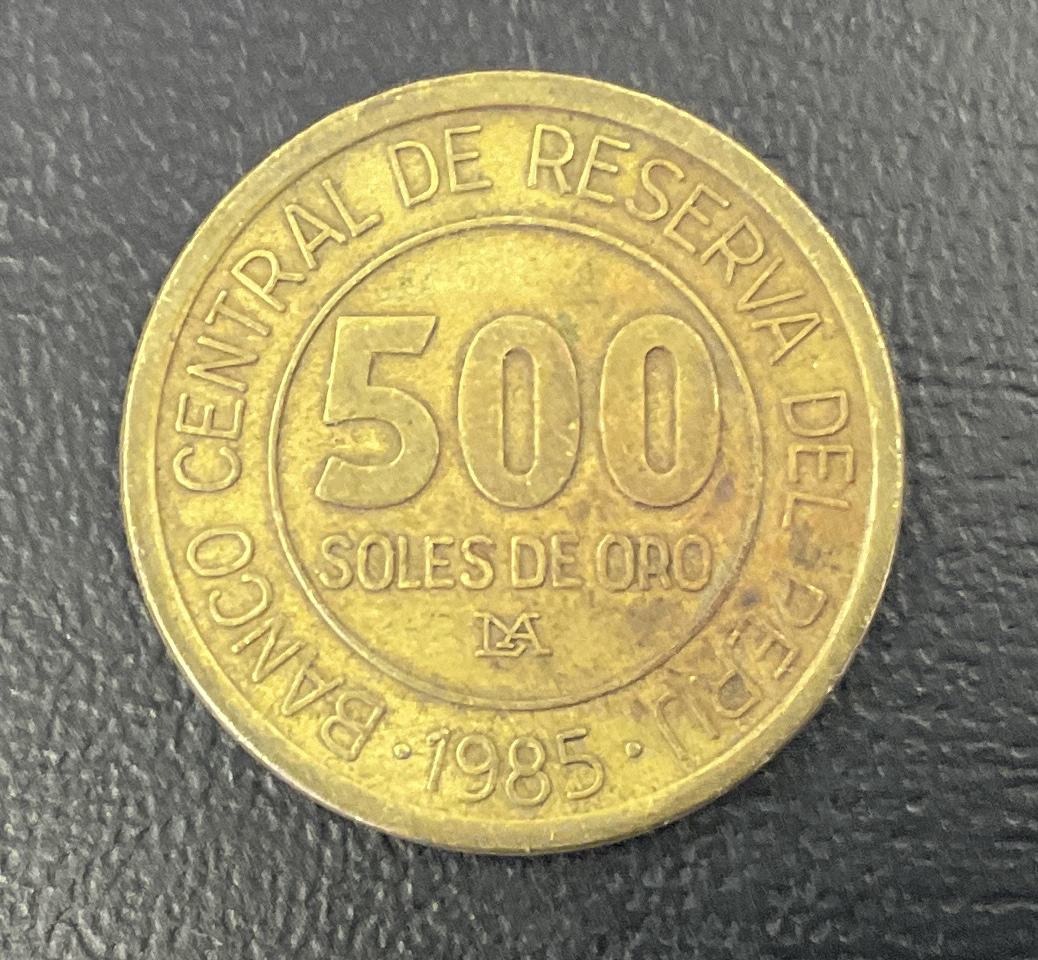 BANCO CENTRAL DE RESERVA DEL PERU
500
SOLES DE ORO
LMA
·1985·